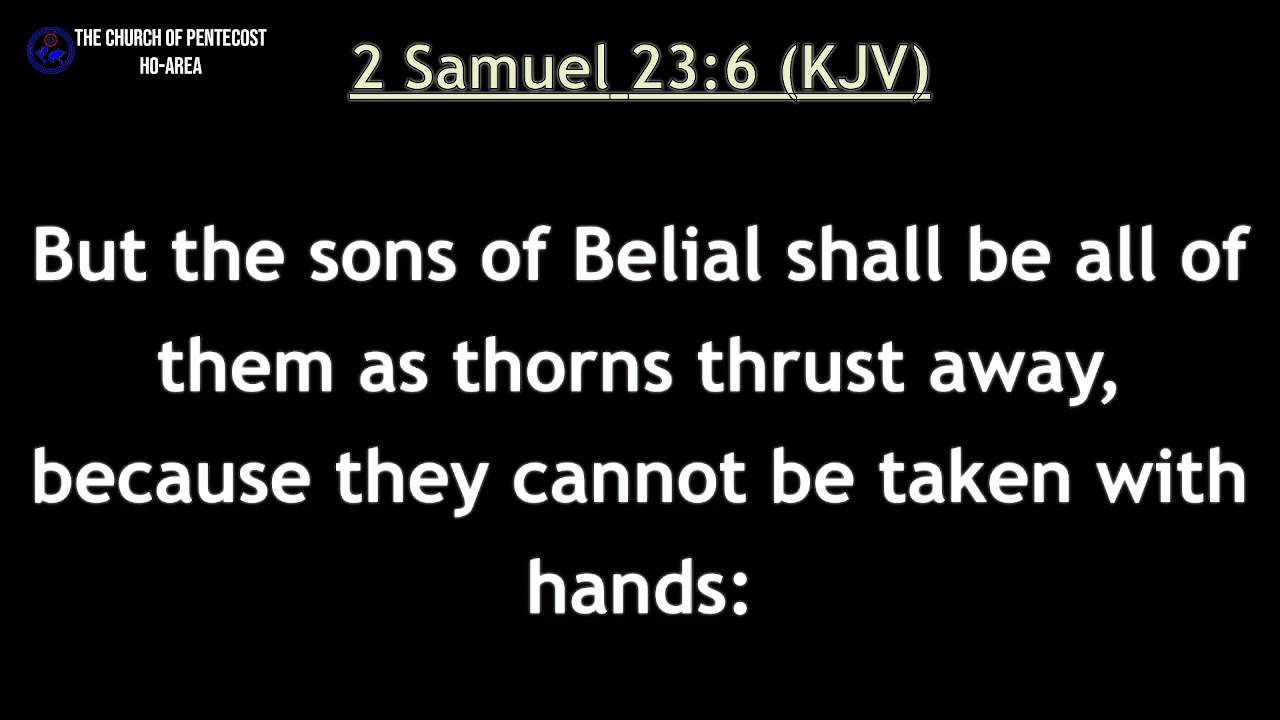 THE CHURCH OF PENTECOST
HO-AREA
2 Samuel 23:6 (KJV)
But the sons of Belial shall be all of
them as thorns thrust away,
because they cannot be taken with
hands: